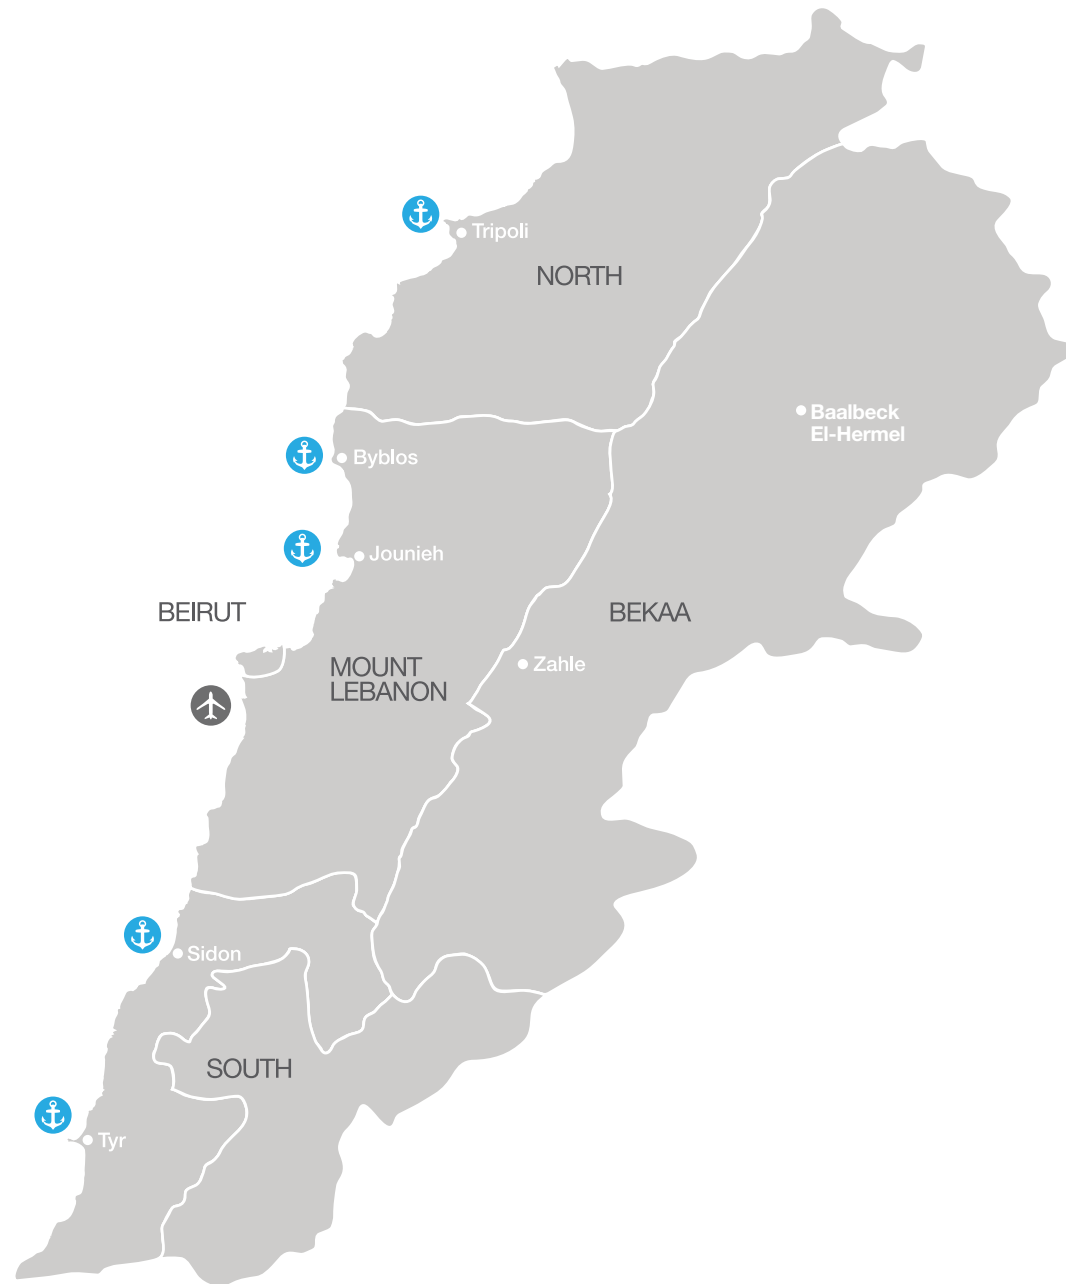 Tripoli
NORTH
Baalbeck
El-Hermel
Byblos
Jounieh
BEIRUT
BEKAA
MOUNT
LEBANON
Zahle
Sidon
SOUTH
Tyr